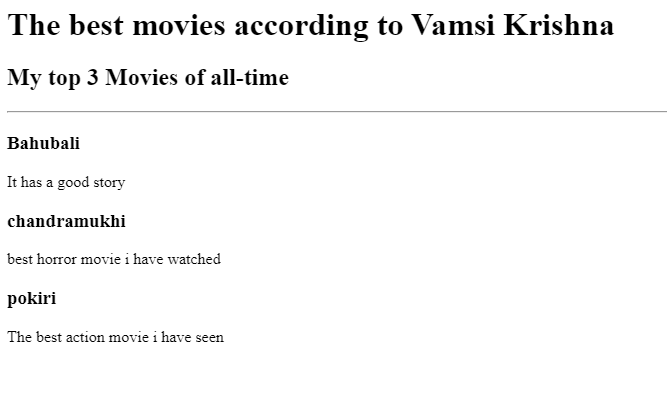 The best movies according to Vamsi Krishna
My top 3 Movies of all-time
Bahubali
It has a good story
chandramukhi
best horror movie i have watched
pokiri
The best action movie i have seen